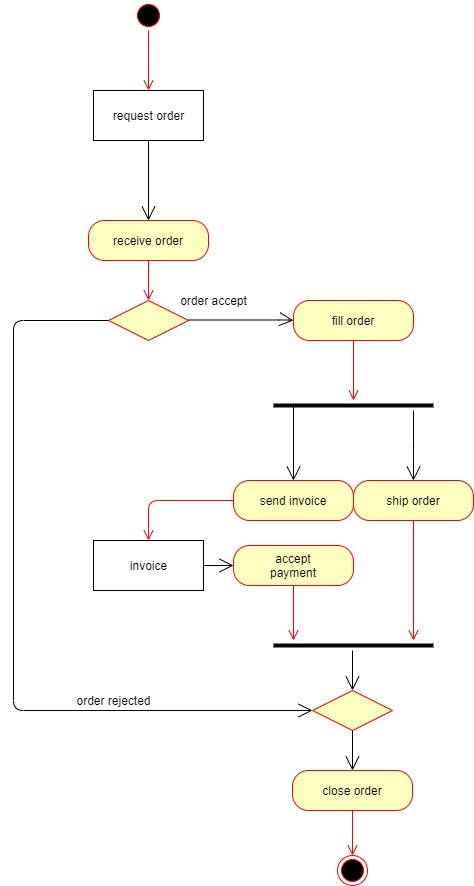 request order
receive order
order accept
fill order
send invoice
ship order
invoice
accept
payment
order rejected
close order